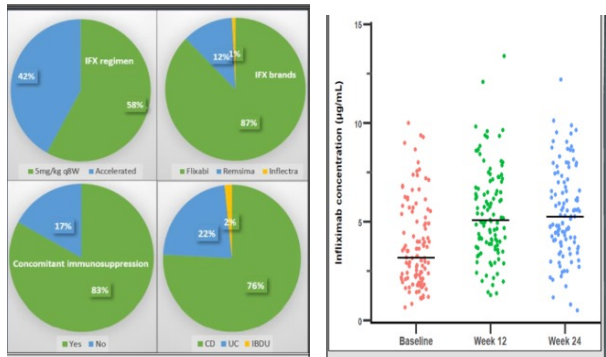 IFX regimen
42%
58%
5mg/kg q8W Accelerated
IFX brands
12%
1%
87%
Flixabi Remsima Inflectra
17%
Concomitant immunosuppression
83%
Yes No
22%
2%
76%
CD UC IBDU
Infliximab concentration (µg/mL)
15
10
5
0
Baseline Week 12 Week 24